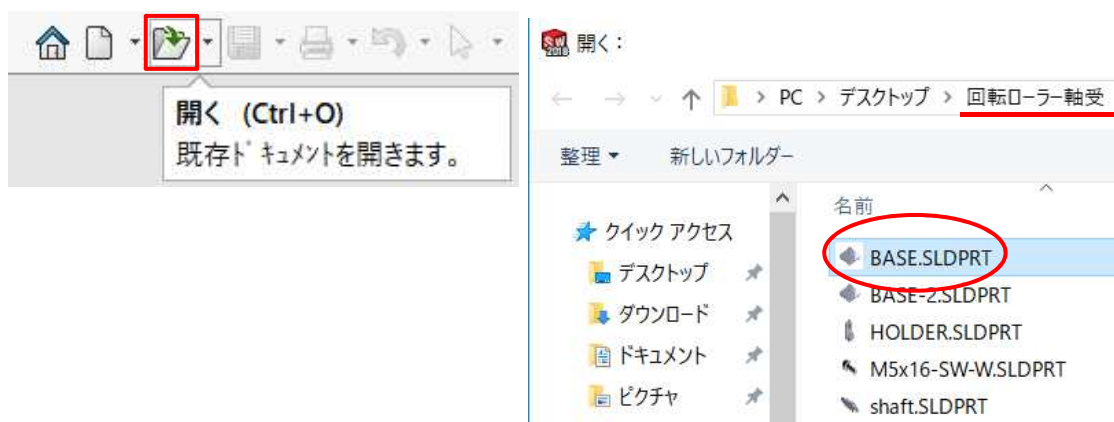 開く (Ctrl+O)
既存ﾄﾞｷｭﾒﾝﾄを開きます。
SW
2018
開く：
PC > デスクトップ > 回転ローラー軸受
整理 新しいフォルダー
名前
クイック アクセス
デスクトップ
ダウンロード
ドキュメント
ピクチャ
BASE.SLDPRT
BASE-2.SLDPRT
HOLDER.SLDPRT
M5x16-SW-W.SLDPRT
shaft.SLDPRT